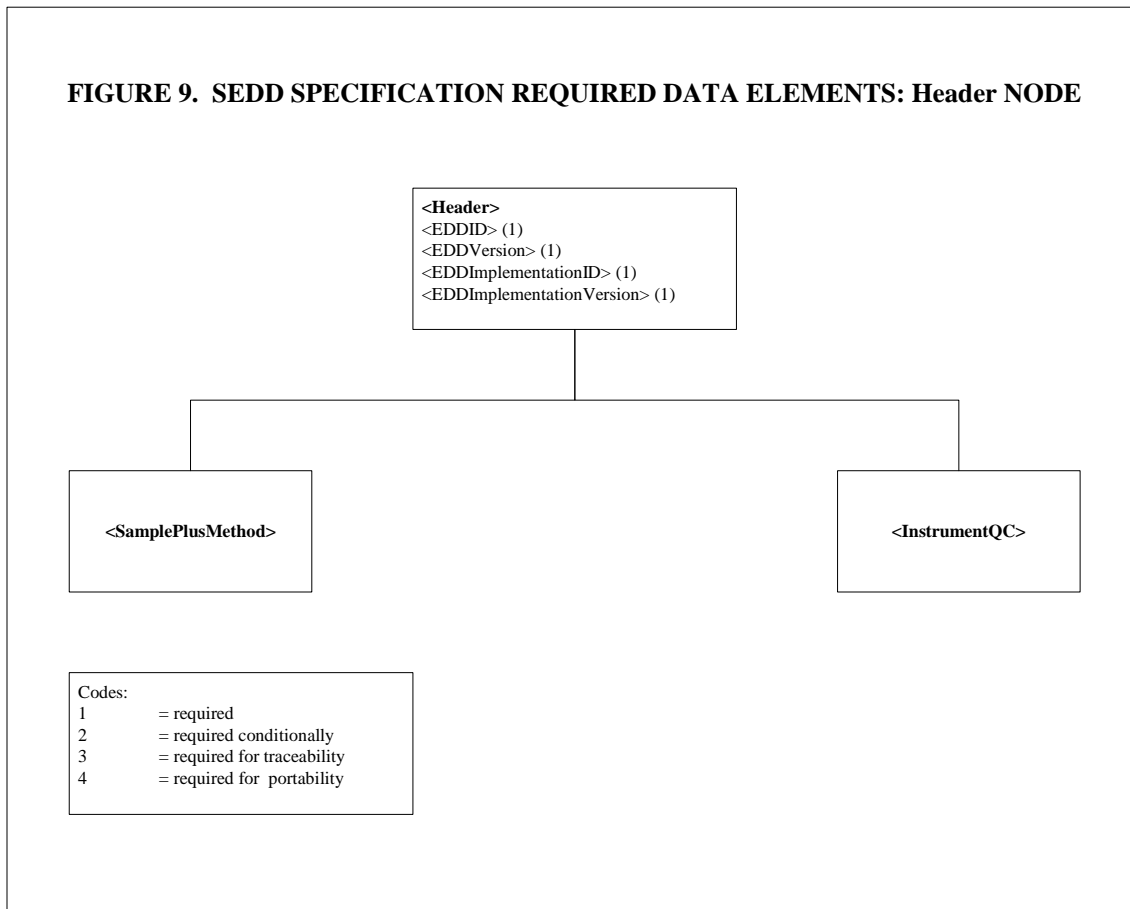 FIGURE 9. SEDD SPECIFICATION REQUIRED DATA ELEMENTS: Header NODE
<Header>
<EDDID> (1)
<EDDVersion> (1)
<EDDImplementationID> (1)
<EDDImplementationVersion> (1)
<SamplePlusMethod>
<InstrumentQC>
Codes:
1 = required
2 = required conditionally
3 = required for traceability
4 = required for portability